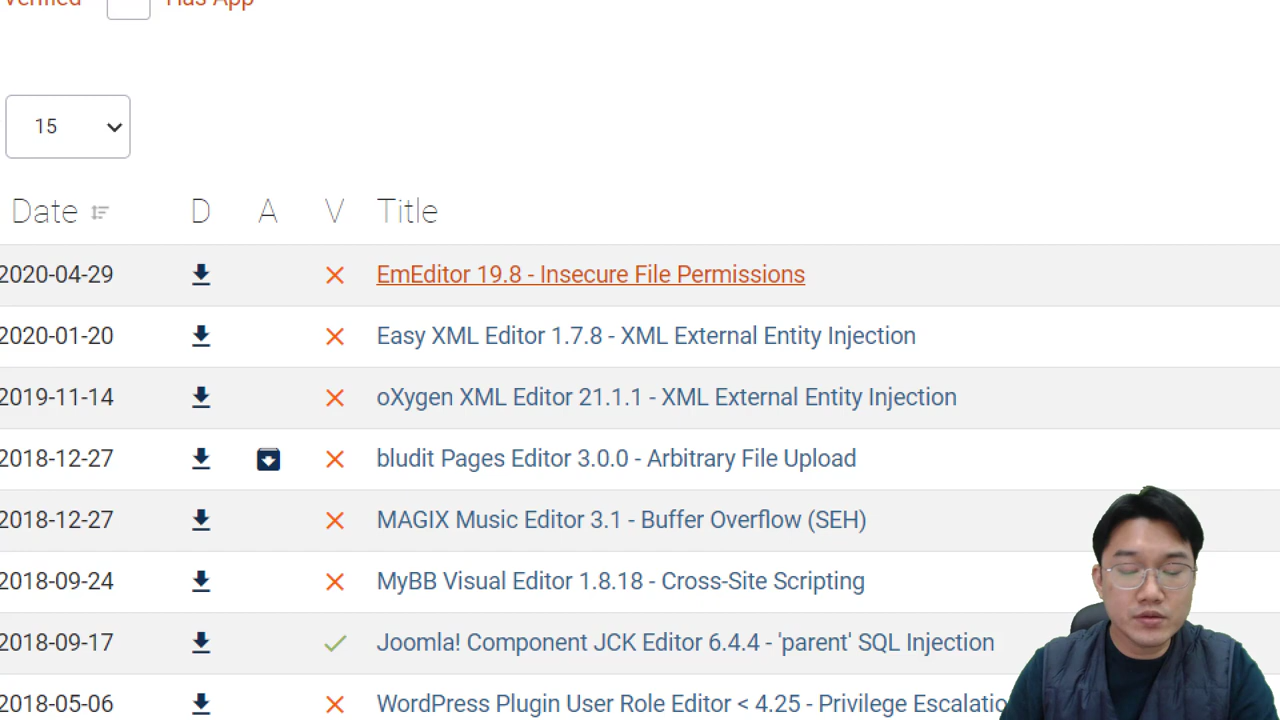 Verified Has App
15
Date D A V Title
2020-04-29 EmEditor 19.8 - Insecure File Permissions
2020-01-20 Easy XML Editor 1.7.8 - XML External Entity Injection
2019-11-14 oXygen XML Editor 21.1.1 - XML External Entity Injection
2018-12-27 bludit Pages Editor 3.0.0 - Arbitrary File Upload
2018-12-27 MAGIX Music Editor 3.1 - Buffer Overflow (SEH)
2018-09-24 MyBB Visual Editor 1.8.18 - Cross-Site Scripting
2018-09-17 Joomla! Component JCK Editor 6.4.4 - 'parent' SQL Injection
2018-05-06 WordPress Plugin User Role Editor < 4.25 - Privilege Escalatio